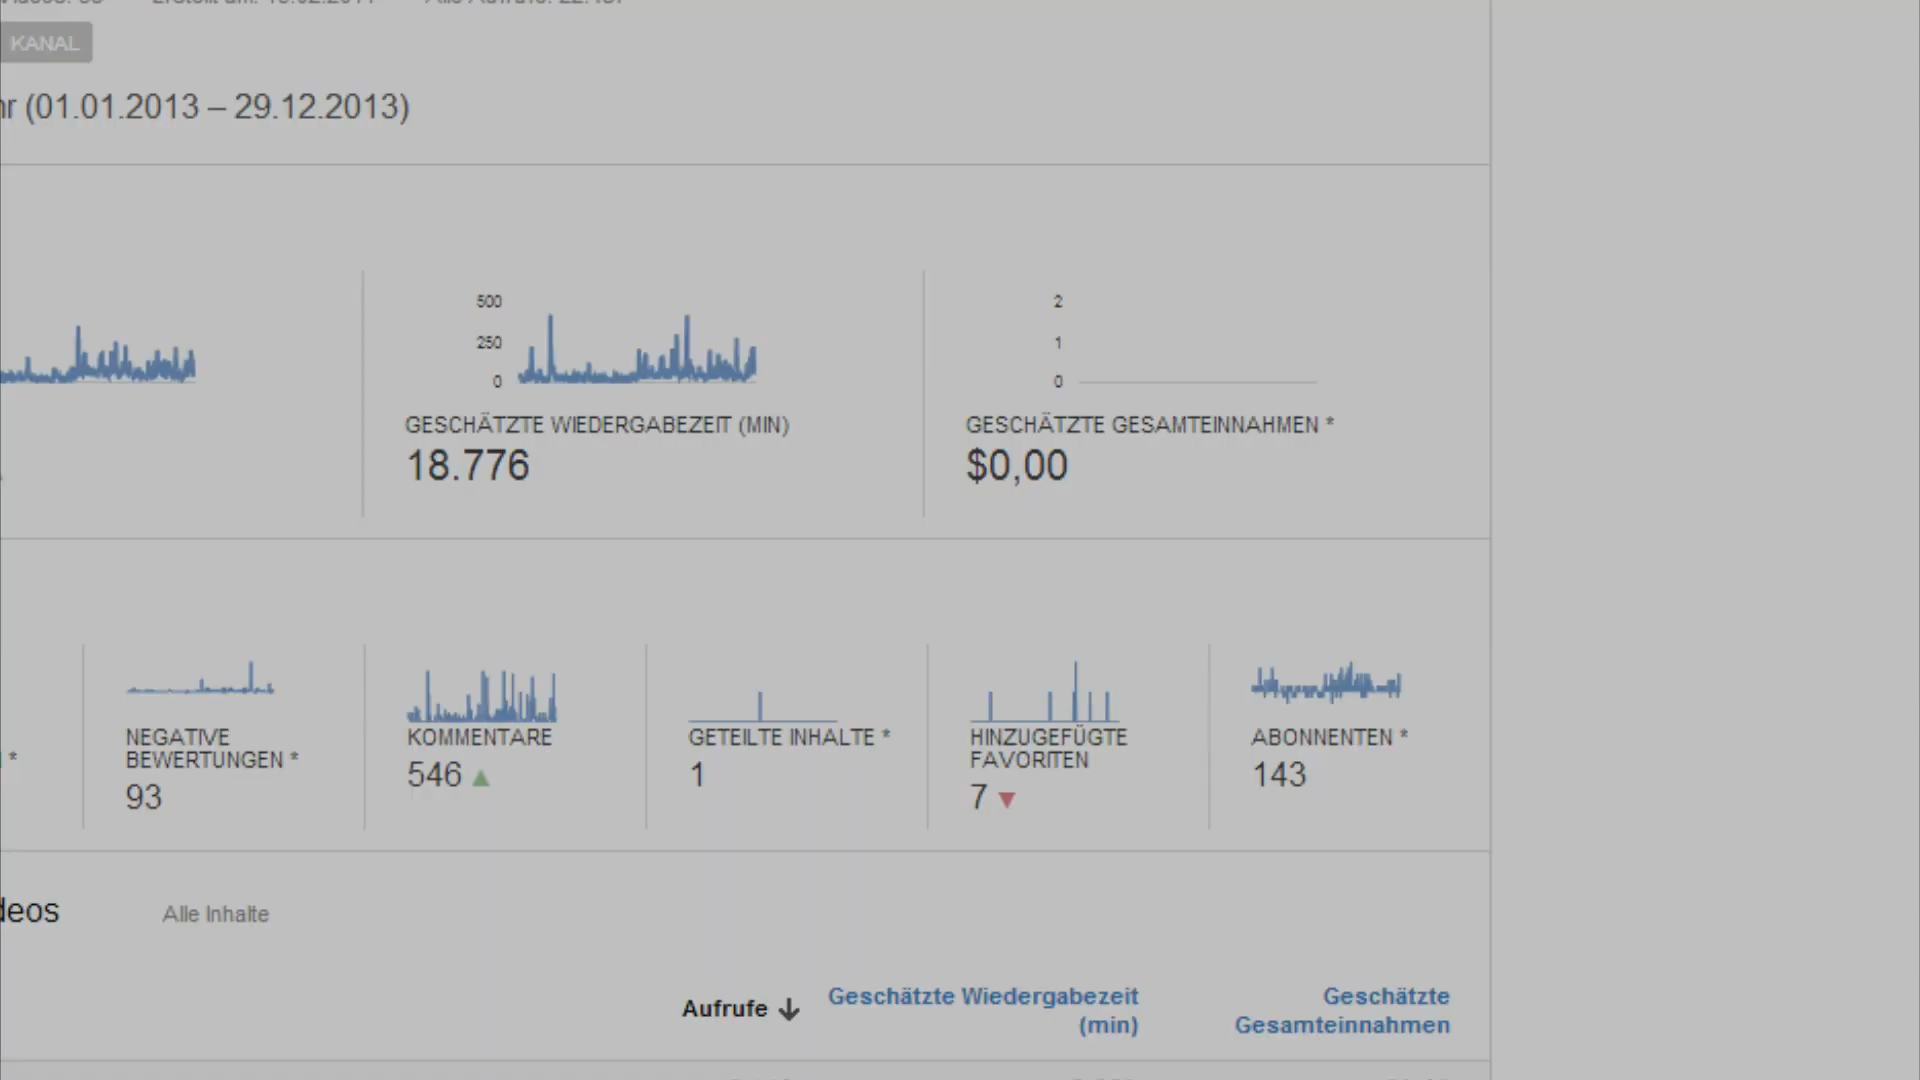 KANAL
(01.01.2013 – 29.12.2013)
500
250
0
2
1
0
GESCHÄTZTE WIEDERGABEZEIT (MIN)
18.776
GESCHÄTZTE GESAMTEINNAHMEN *
$0,00
*
NEGATIVE
BEWERTUNGEN *
93
KOMMENTARE
546
GETEILTE INHALTE *
1
HINZUGEFÜGTE
FAVORITEN
7
ABONNENTEN *
143
deos
Alle Inhalte
Aufrufe
Geschätzte Wiedergabezeit
(min)
Geschätzte
Gesamteinnahmen